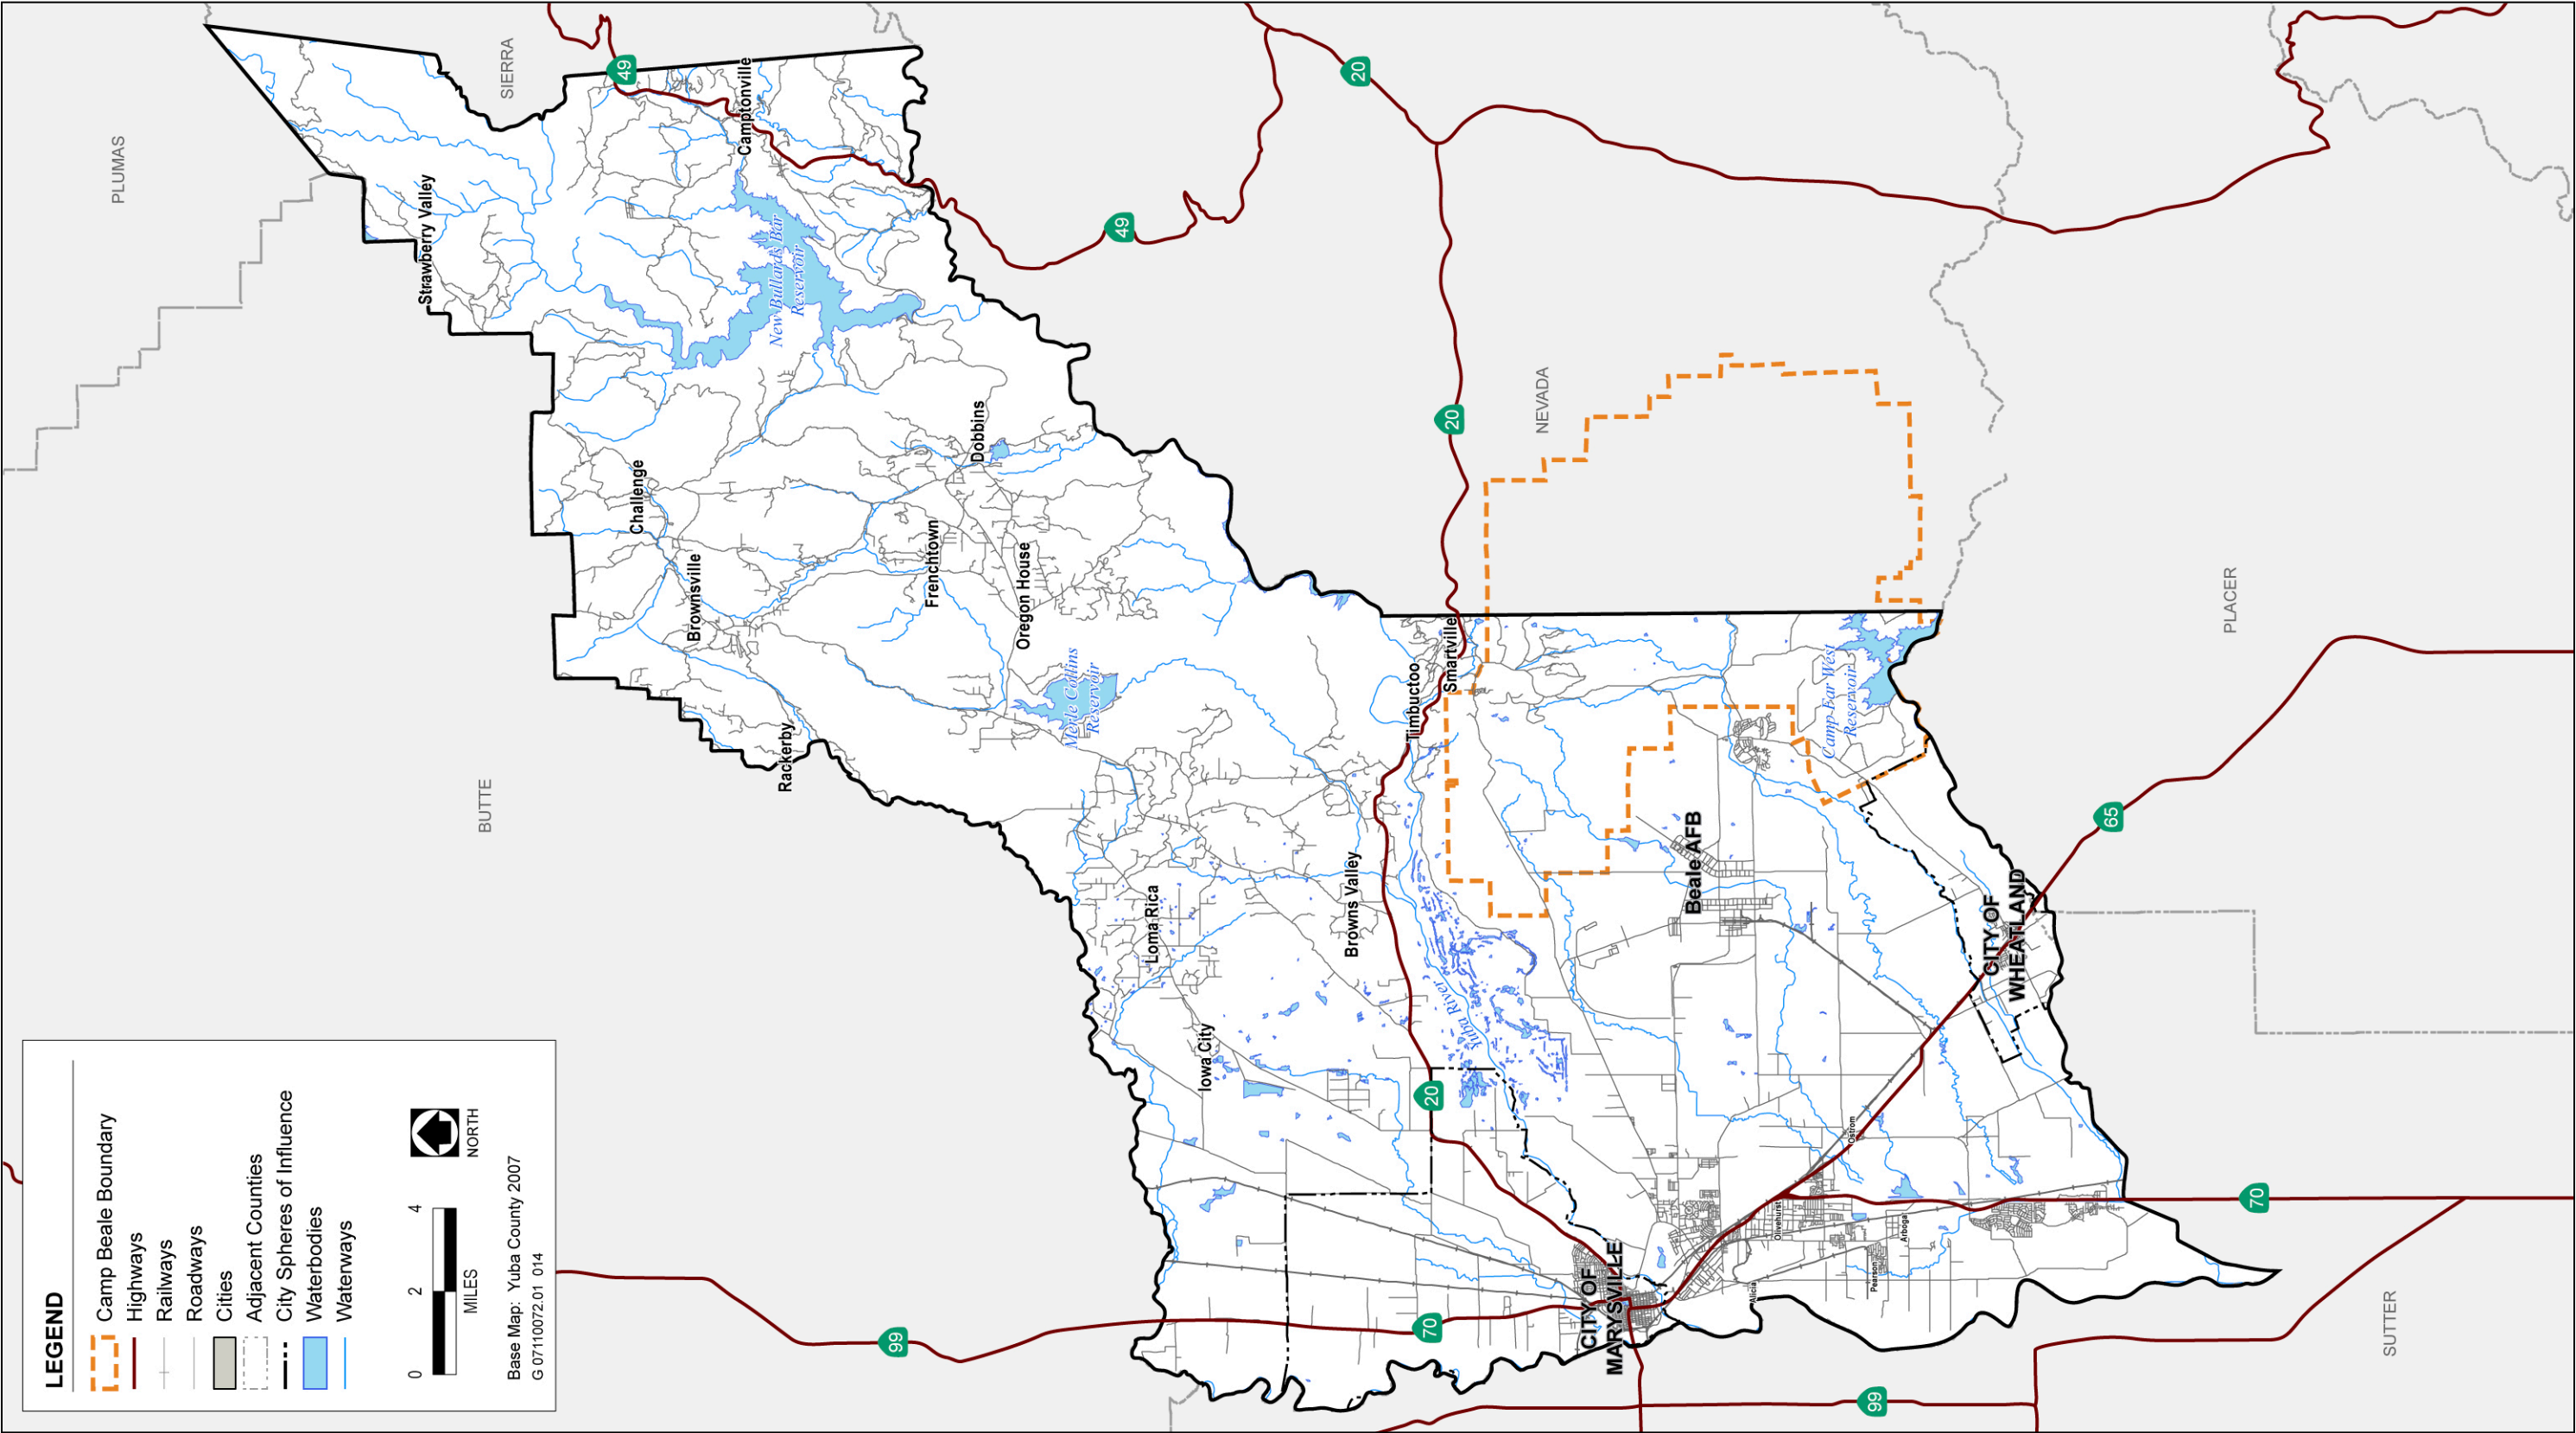 PLUMAS
SIERRA
49
Camptonville
Strawberry Valley
New Bullards Bar
Reservoir
49
20
20
NEVADA
Challenge
Dobbins
Brownsville
Frenchtown
Oregon House
Rackerby
Merle Collins
Reservoir
BUTTE
Timbuctoo
Smartville
Camp Far West
Reservoir
PLACER
65
Loma Rica
Browns Valley
Beale AFB
Yuba River
Iowa City
20
CITY OF
WHEATLAND
Ostrom
70
Olivehurst
Arboga
Pearson
Alicia
CITY OF
MARYSVILLE
70
99
99
SUTTER
LEGEND
Camp Beale Boundary
Highways
Railways
Roadways
Cities
Adjacent Counties
City Spheres of Influence
Waterbodies
Waterways
0 2 4
MILES
NORTH
Base Map: Yuba County 2007
G 07110072.01 014